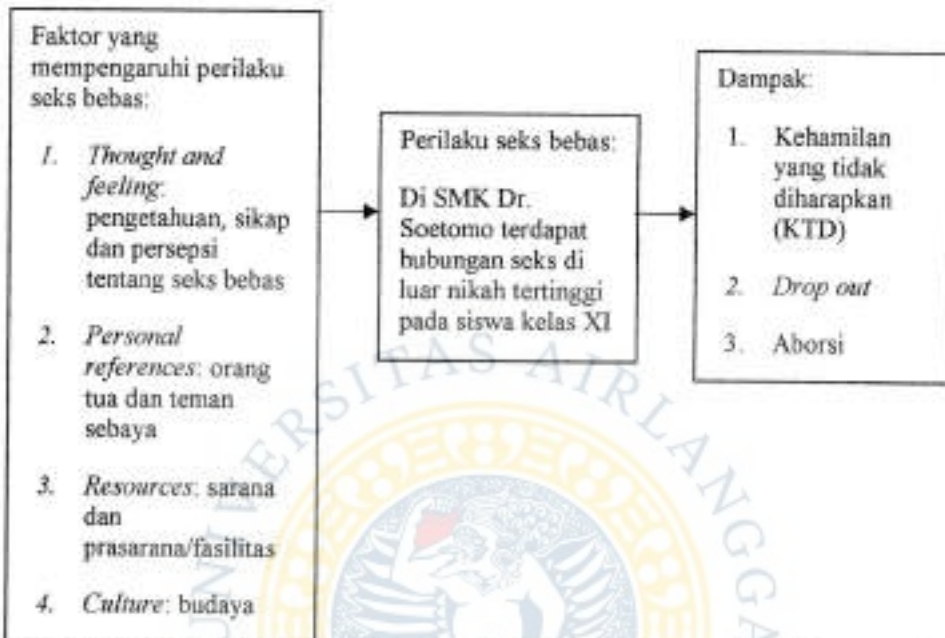 Faktor yang
mempengaruhi perilaku
seks bebas:
1. Thought and
feeling:
pengetahuan, sikap
dan persepsi
tentang seks bebas
2. Personal
references: orang
tua dan teman
sebaya
3. Resources: sarana
dan
prasarana/fasilitas
4. Culture: budaya
Perilaku seks bebas:
Di SMK Dr.
Soetomo terdapat
hubungan seks di
luar nikah tertinggi
pada siswa kelas XI
Dampak:
1. Kehamilan
yang tidak
diharapkan
(KTD)
2. Drop out
3. Aborsi
UNIVERSITAS AIRLANGGA